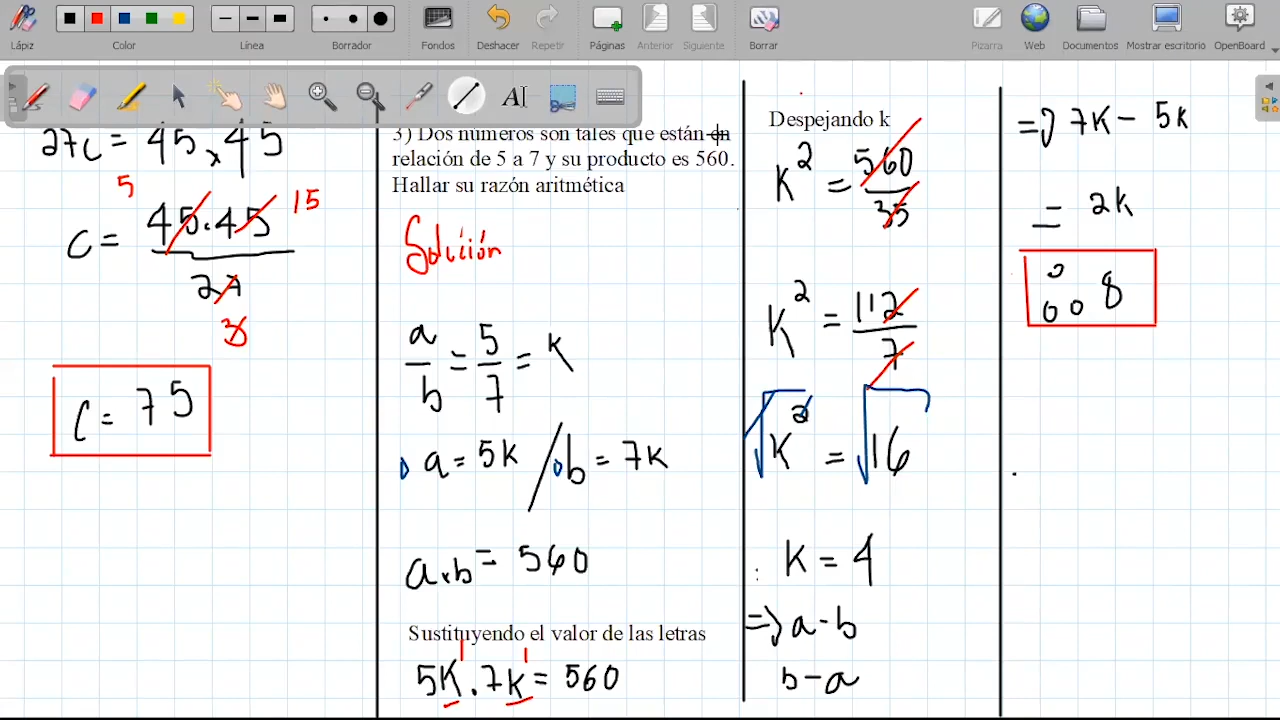 Lápiz
Color
Línea
Borrador
Fondos
Deshacer
Repetir
Páginas
Anterior
Siguiente
Borrar
Pizarra
Web
Documentos
Mostrar escritorio
OpenBoard
27c = 45 x 45
5
15
c = 45.45
27
3
c = 75
3) Dos números son tales que están en
relación de 5 a 7 y su producto es 560.
Hallar su razón aritmética
Solución
a/b = 5/7 = k
a = 5k / b = 7k
a.b = 560
Sustituyendo el valor de las letras
5k¹.7k¹ = 560
Despejando k
k² = 560/35
k² = 112/7
√k² = √16
k = 4
=> a-b
b-a
=> 7k - 5k
= 2k
∴ 8